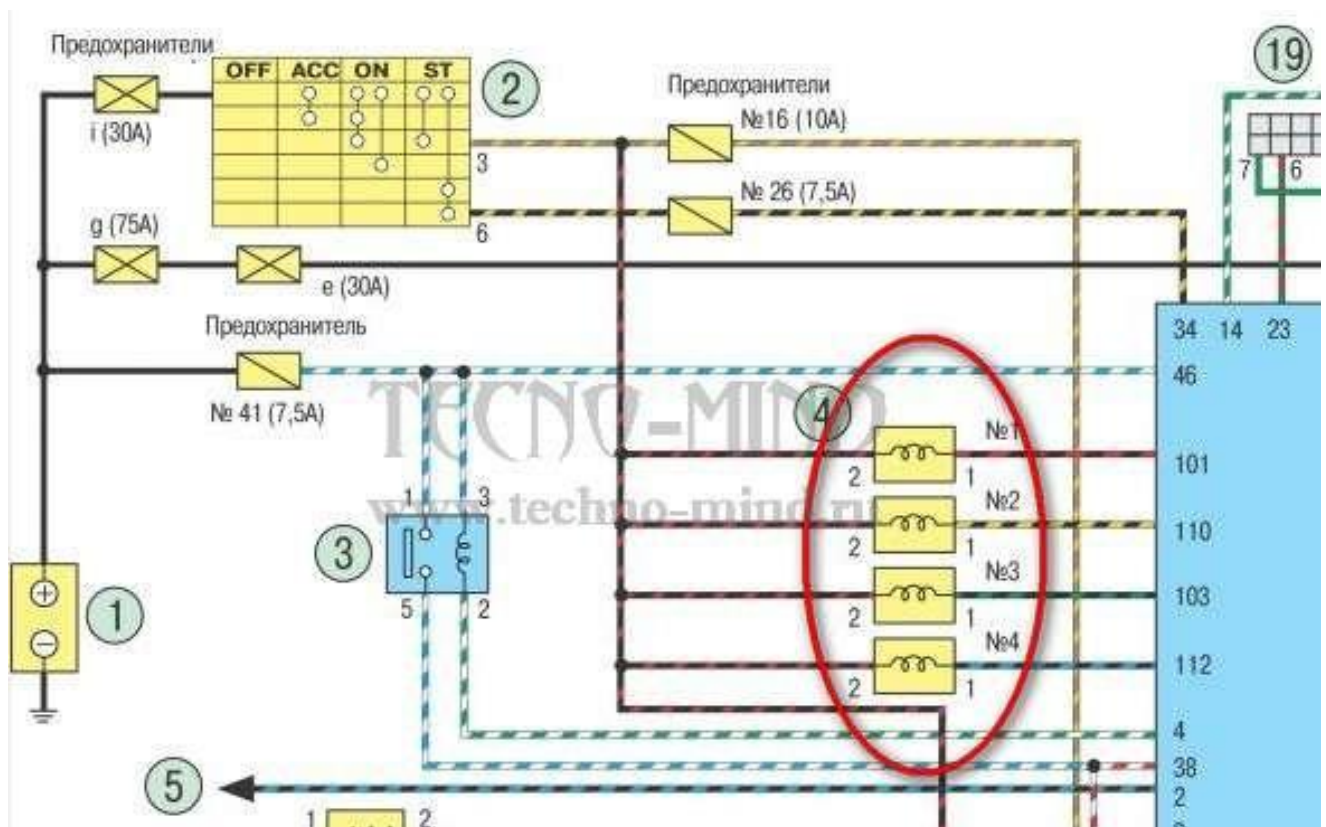 Предохранители
OFF ACC ON ST
2
19
i (30A)
Предохранители
№16 (10A)
3
7 6
№ 26 (7,5A)
g (75A)
6
e (30A)
Предохранитель
34 14 23
46
№ 41 (7,5A)
TECNO-MIND
4
№1
2 1
101
www.techno-mind.ru
1 3
№2
2 1
110
3
№3
2 1
103
5 2
1
№4
2 1
112
4
38
5
2
1 2